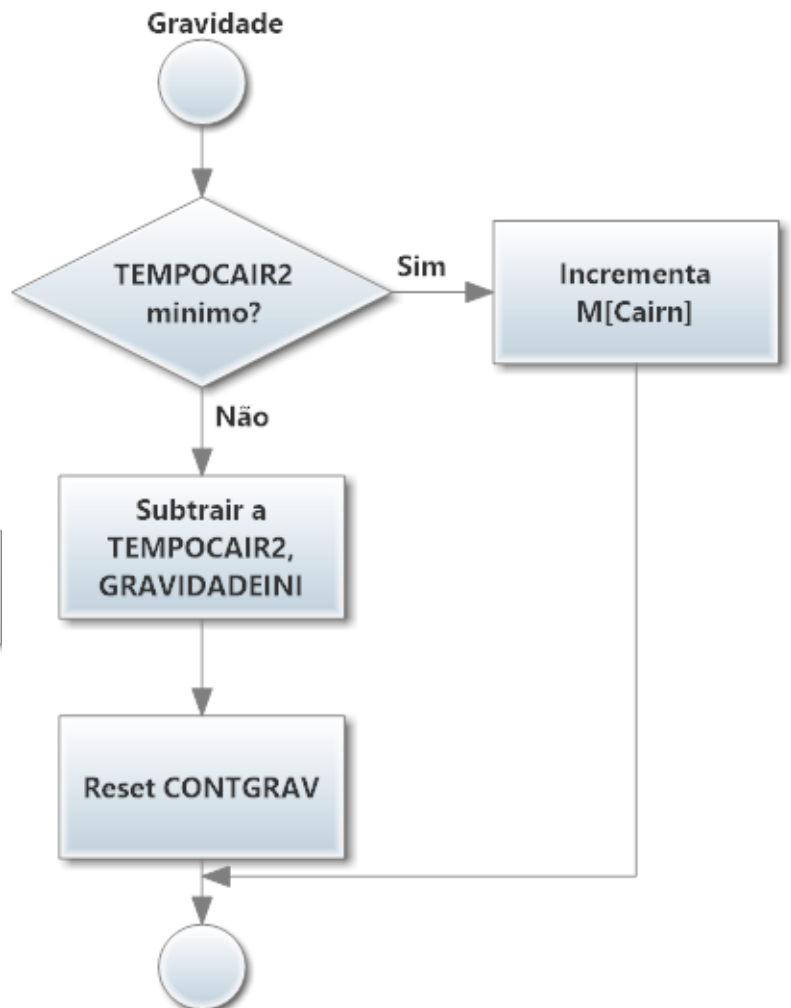 Gravidade
TEMPOCAIR2
minimo?
Sim
Incrementa
M[Cairn]
Não
Subtrair a
TEMPOCAIR2,
GRAVIDADEINI
Reset CONTGRAV